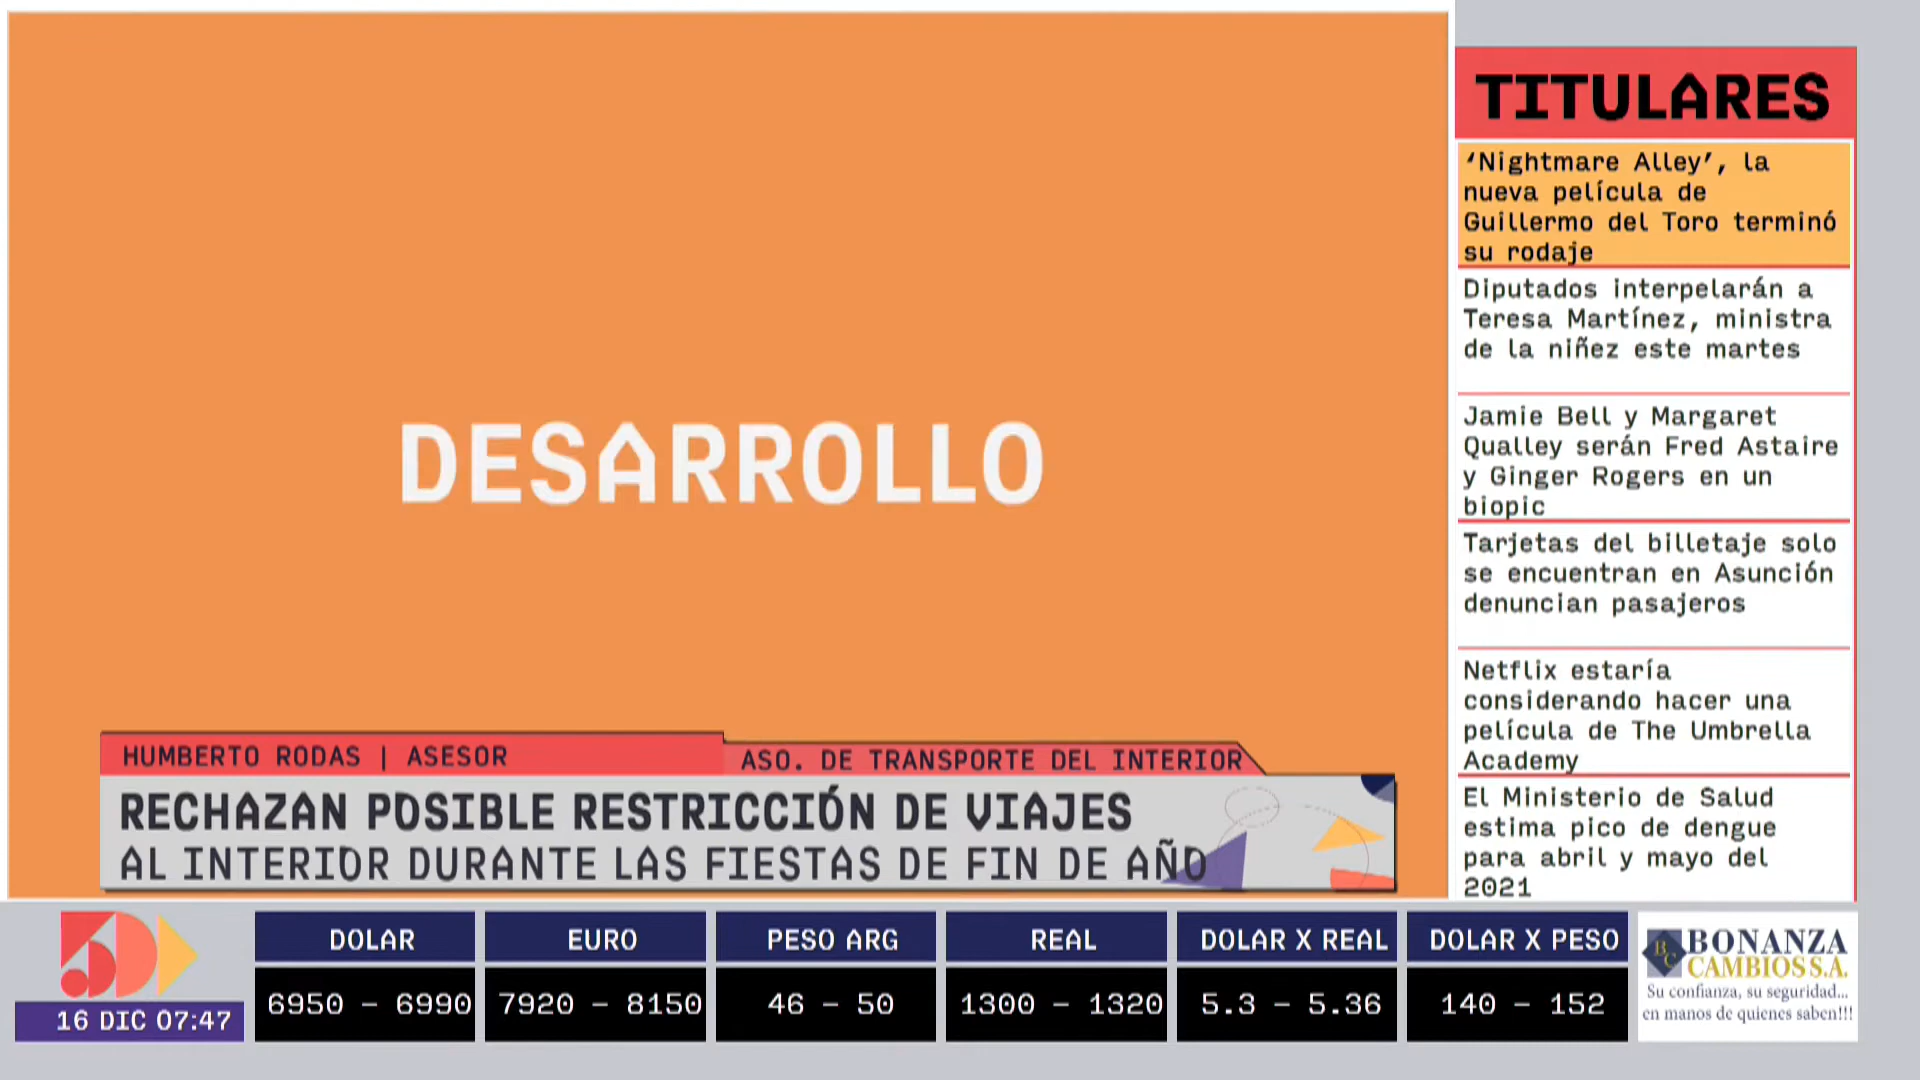 DESARROLLO
HUMBERTO RODAS | ASESOR
ASO. DE TRANSPORTE DEL INTERIOR
RECHAZAN POSIBLE RESTRICCIÓN DE VIAJES
AL INTERIOR DURANTE LAS FIESTAS DE FIN DE AÑO
TITULARES
‘Nightmare Alley’, la
nueva película de
Guillermo del Toro terminó
su rodaje
Diputados interpelarán a
Teresa Martínez, ministra
de la niñez este martes
Jamie Bell y Margaret
Qualley serán Fred Astaire
y Ginger Rogers en un
biopic
Tarjetas del billetaje solo
se encuentran en Asunción
denuncian pasajeros
Netflix estaría
considerando hacer una
película de The Umbrella
Academy
El Ministerio de Salud
estima pico de dengue
para abril y mayo del
2021
16 DIC 07:47
DOLAR
6950 – 6990
EURO
7920 – 8150
PESO ARG
46 – 50
REAL
1300 – 1320
DOLAR X REAL
5.3 – 5.36
DOLAR X PESO
140 – 152
BC
BONANZA
CAMBIOS S.A.
Su confianza, su seguridad...
en manos de quienes saben!!!